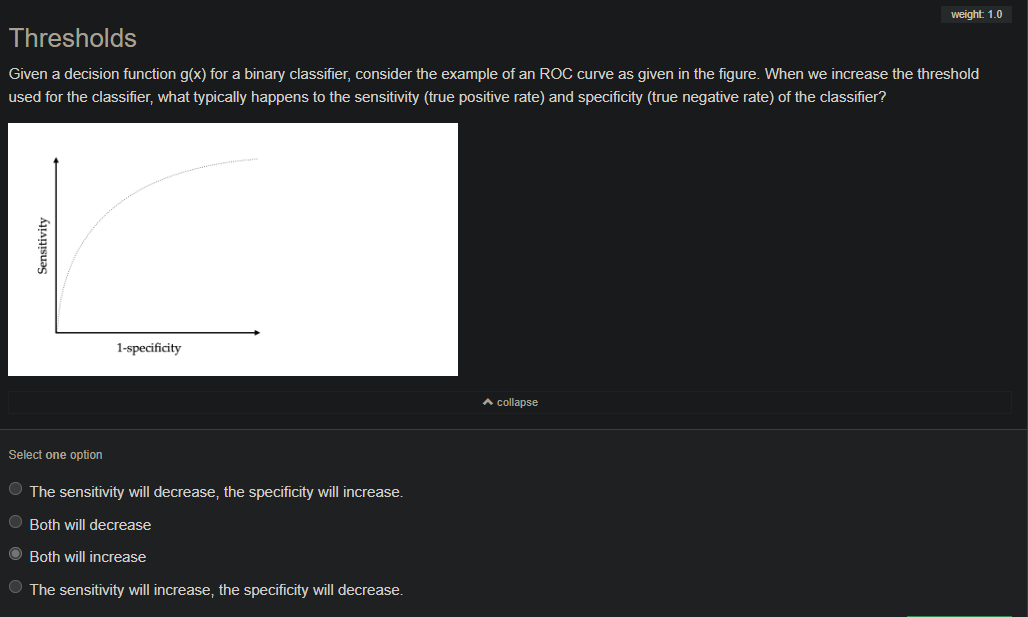 weight: 1.0
Thresholds
Given a decision function g(x) for a binary classifier, consider the example of an ROC curve as given in the figure. When we increase the threshold
used for the classifier, what typically happens to the sensitivity (true positive rate) and specificity (true negative rate) of the classifier?
Sensitivity
1-specificity
collapse
Select one option
The sensitivity will decrease, the specificity will increase.
Both will decrease
Both will increase
The sensitivity will increase, the specificity will decrease.